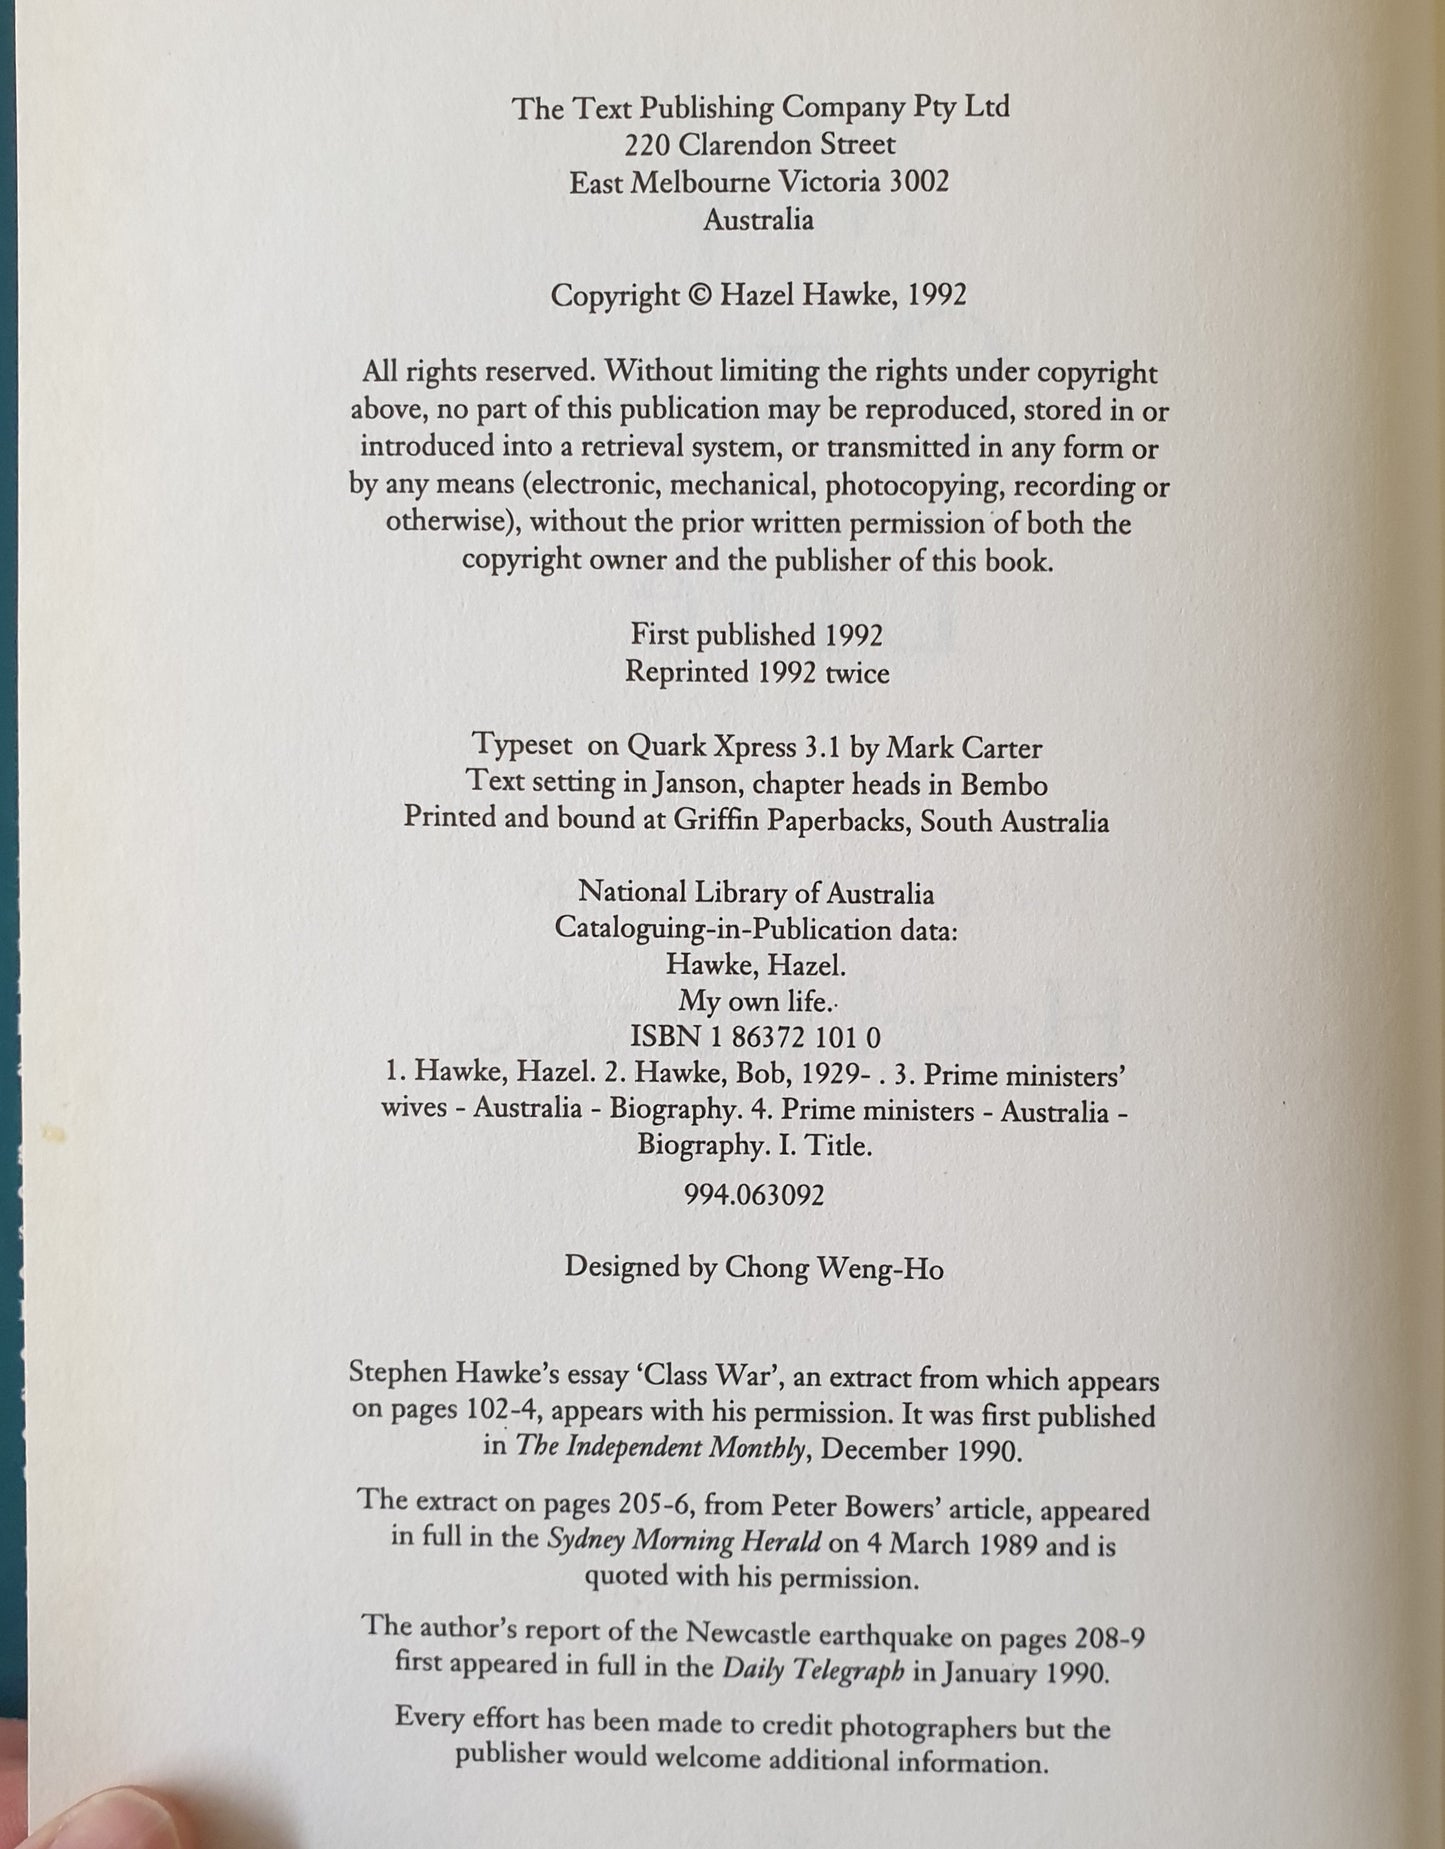 The Text Publishing Company Pty Ltd
220 Clarendon Street
East Melbourne Victoria 3002
Australia
Copyright © Hazel Hawke, 1992
All rights reserved. Without limiting the rights under copyright
above, no part of this publication may be reproduced, stored in or
introduced into a retrieval system, or transmitted in any form or
by any means (electronic, mechanical, photocopying, recording or
otherwise), without the prior written permission of both the
copyright owner and the publisher of this book.
First published 1992
Reprinted 1992 twice
Typeset on Quark Xpress 3.1 by Mark Carter
Text setting in Janson, chapter heads in Bembo
Printed and bound at Griffin Paperbacks, South Australia
National Library of Australia
Cataloguing-in-Publication data:
Hawke, Hazel.
My own life.
ISBN 1 86372 101 0
1. Hawke, Hazel. 2. Hawke, Bob, 1929- . 3. Prime ministers'
wives - Australia - Biography. 4. Prime ministers - Australia -
Biography. I. Title.
994.063092
Designed by Chong Weng-Ho
Stephen Hawke's essay ‘Class War’, an extract from which appears
on pages 102-4, appears with his permission. It was first published
in The Independent Monthly, December 1990.
The extract on pages 205-6, from Peter Bowers’ article, appeared
in full in the Sydney Morning Herald on 4 March 1989 and is
quoted with his permission.
The author’s report of the Newcastle earthquake on pages 208-9
first appeared in full in the Daily Telegraph in January 1990.
Every effort has been made to credit photographers but the
publisher would welcome additional information.